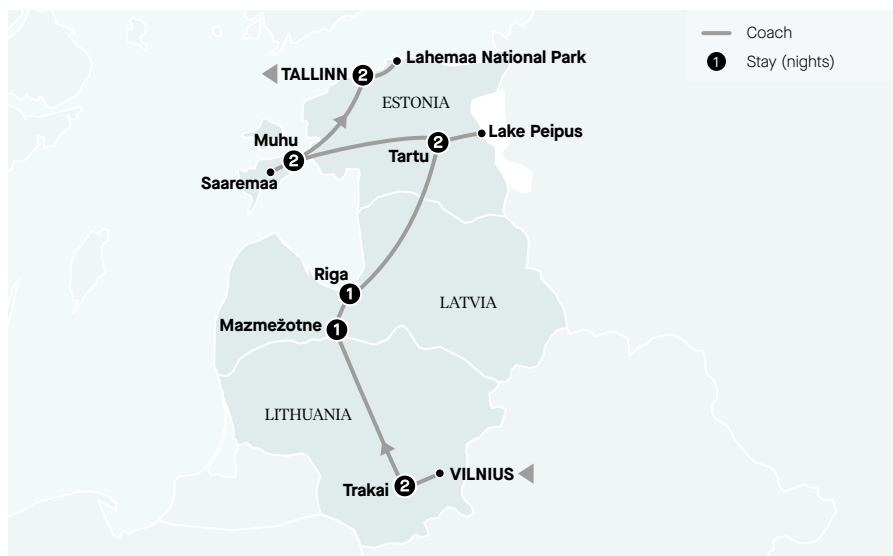 Coach
1 Stay (nights)
Lahemaa National Park
TALLINN 2
ESTONIA
Muhu
2
Lake Peipus
2
Tartu
Saaremaa
Riga
1
LATVIA
Mazmežotne 1
LITHUANIA
VILNIUS
Trakai 2